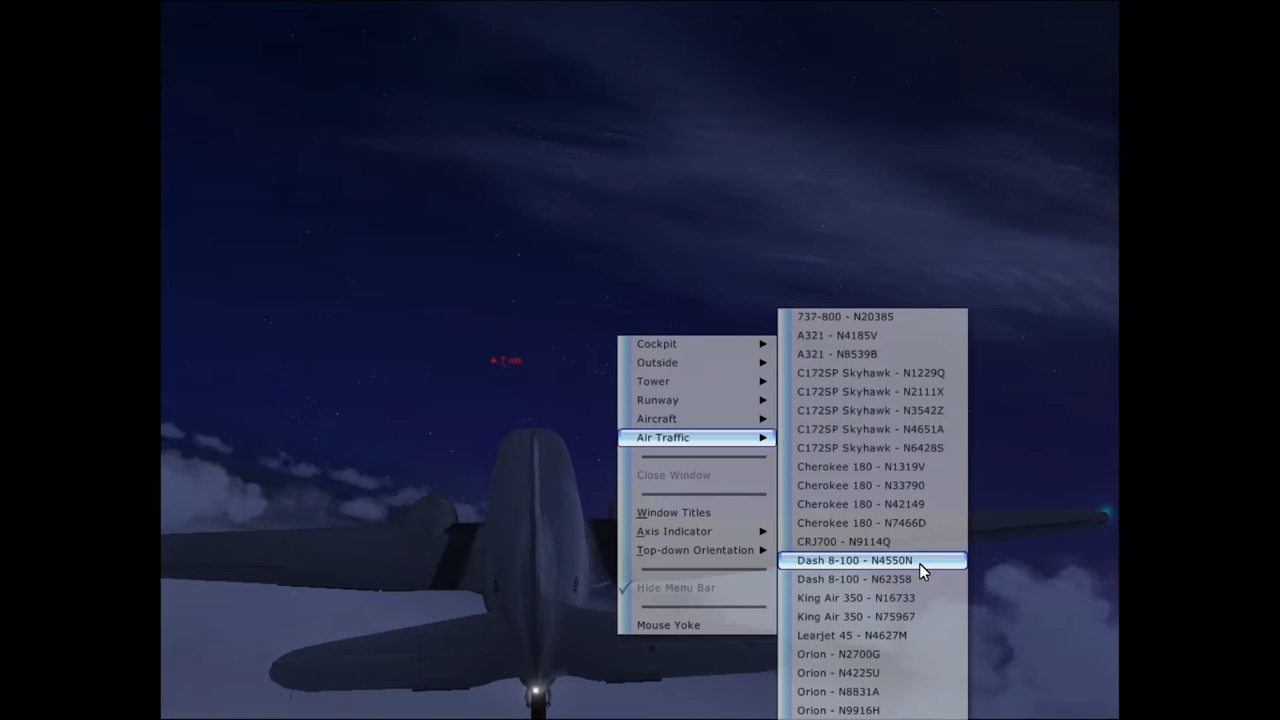 Cockpit
Outside
Tower
Runway
Aircraft
Air Traffic
Close Window
Window Titles
Axis Indicator
Top-down Orientation
Hide Menu Bar
Mouse Yoke
737-800 - N20385
A321 - N4185V
A321 - N8539B
C172SP Skyhawk - N1229Q
C172SP Skyhawk - N2111X
C172SP Skyhawk - N3542Z
C172SP Skyhawk - N4651A
C172SP Skyhawk - N6428S
Cherokee 180 - N1319V
Cherokee 180 - N33790
Cherokee 180 - N42149
Cherokee 180 - N7466D
CRJ700 - N9114Q
Dash 8-100 - N4550N
Dash 8-100 - N62358
King Air 350 - N16733
King Air 350 - N75967
Learjet 45 - N4627M
Orion - N2700G
Orion - N4225U
Orion - N8831A
Orion - N9916H